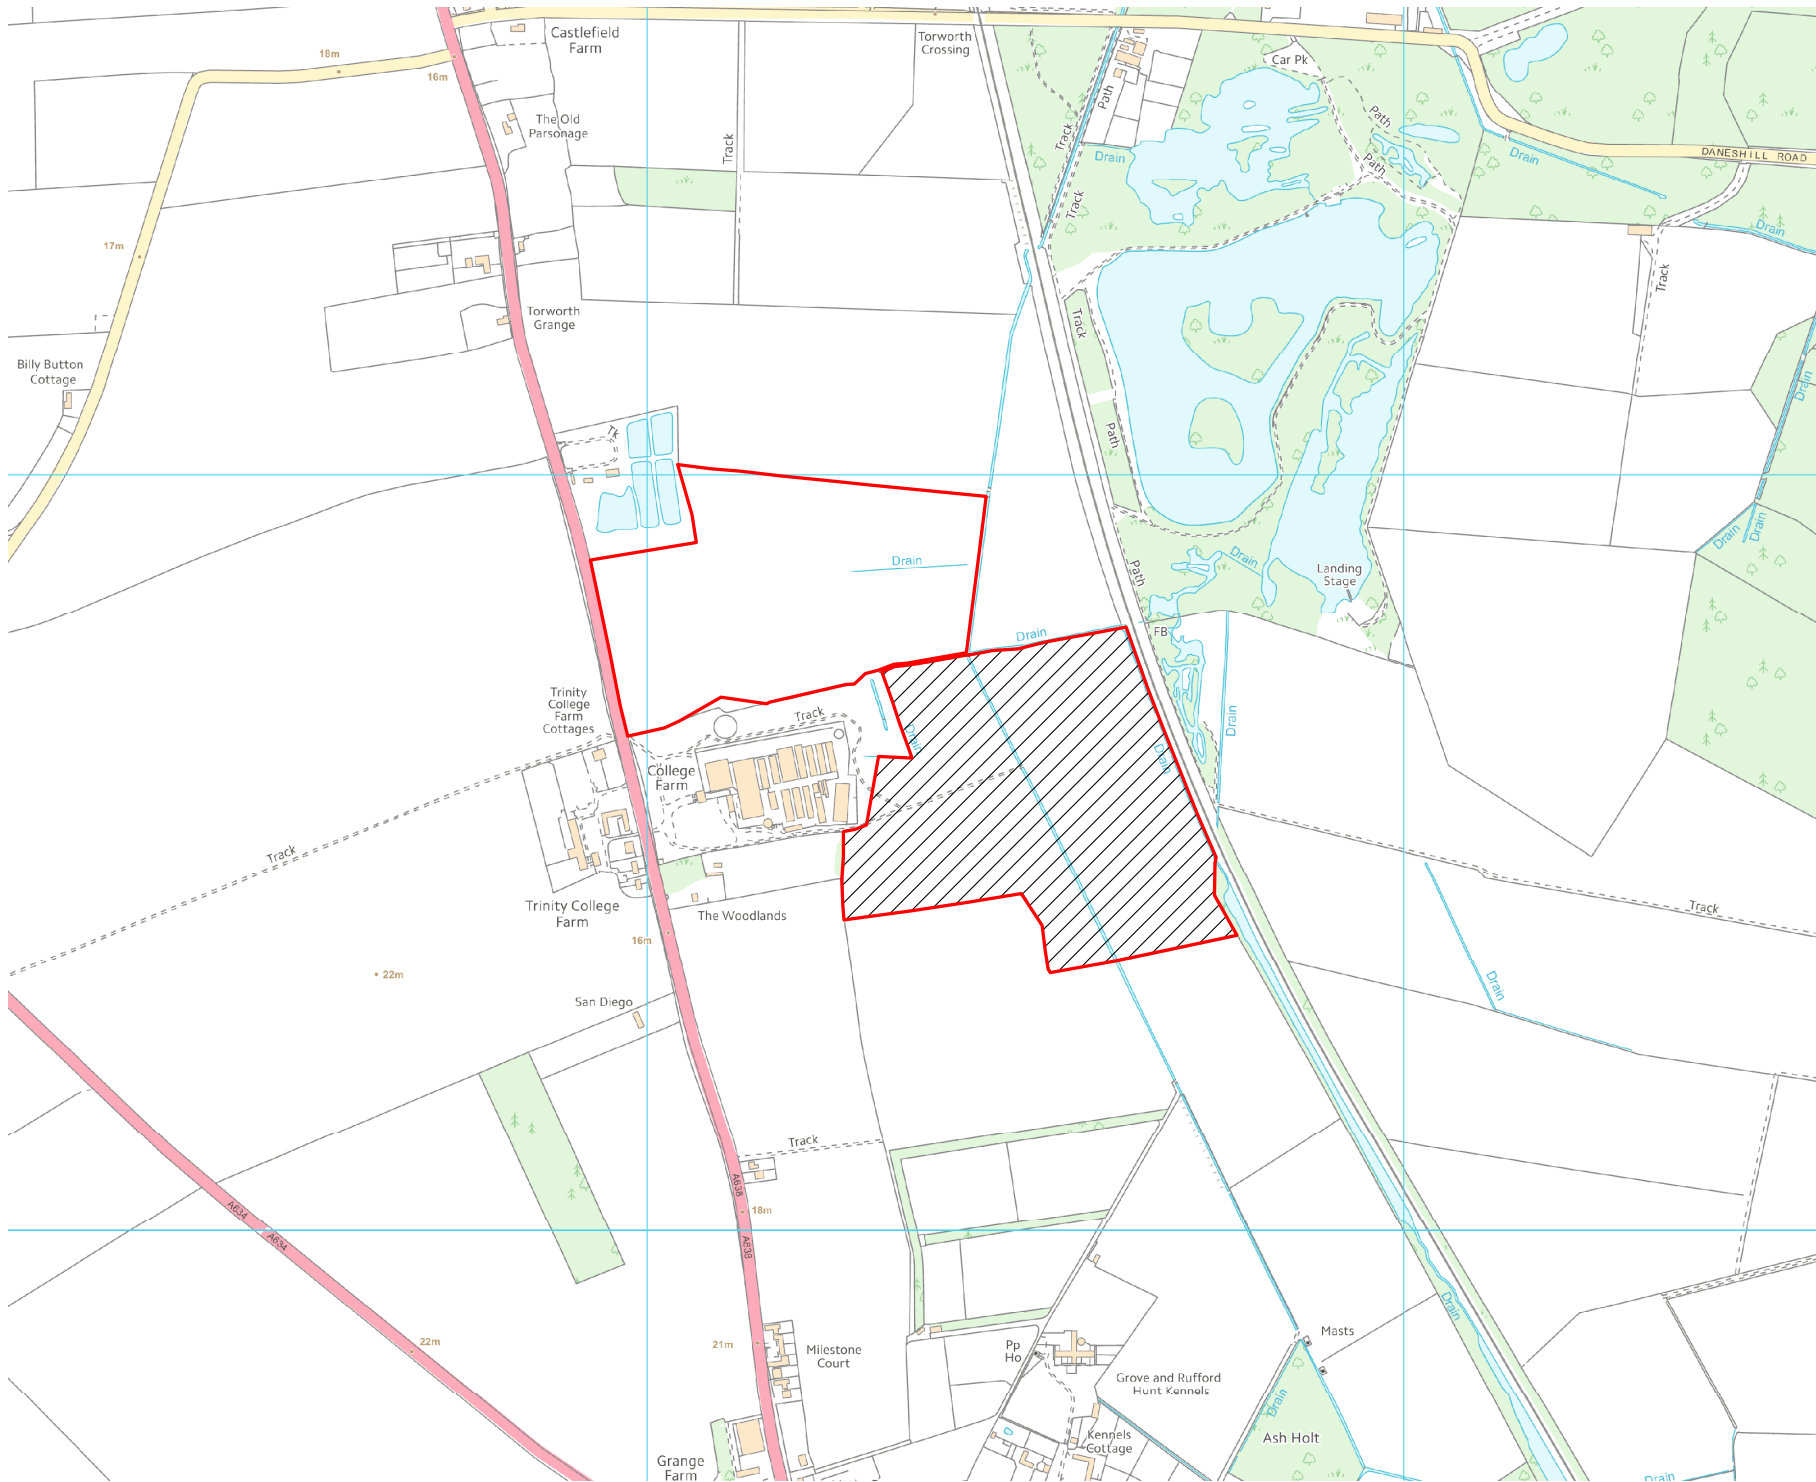 Castlefield
Farm
18m
16m
Torworth
Crossing
Car Pk
Path
Path
Path
Track
Track
Track
The Old
Parsonage
Drain
Drain
DANESHILL ROAD
17m
Drain
Track
Torworth
Grange
Track
Billy Button
Cottage
Drain
Tk
Path
Drain
Drain
Drain
Path
Drain
Landing
Stage
Drain
FB
Trinity
College
Farm
Cottages
Track
Drain
Drain
Drain
College
Farm
Track
Trinity College
Farm
The Woodlands
Track
16m
22m
Drain
San Diego
Track
A638
18m
A634
A634
A638
Drain
22m
21m
Milestone
Court
Pp
Ho
Masts
Grove and Rufford
Hunt Kennels
Drain
Kennels
Cottage
Ash Holt
Grange
Farm
Drain